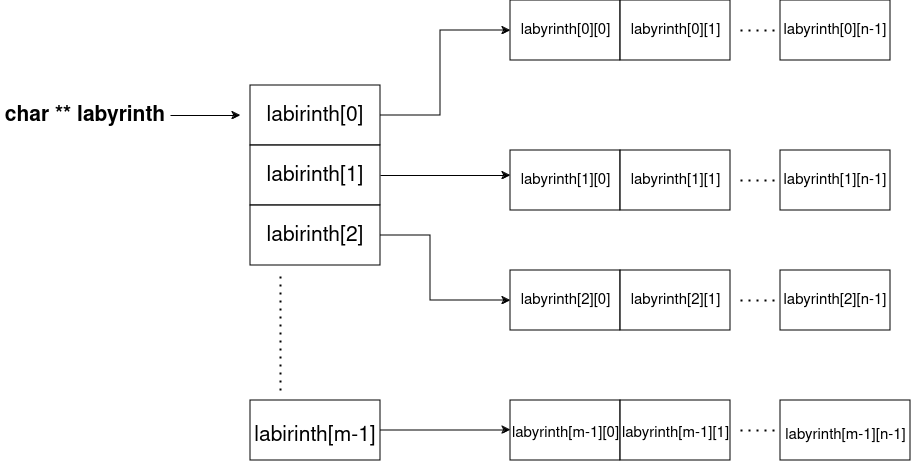 labyrinth[0][0] labyrinth[0][1] labyrinth[0][n-1]
char ** labyrinth labirinth[0]
labirinth[1] labyrinth[1][0] labyrinth[1][1] labyrinth[1][n-1]
labirinth[2]
labyrinth[2][0] labyrinth[2][1] labyrinth[2][n-1]
labirinth[m-1] labyrinth[m-1][0] labyrinth[m-1][1] labyrinth[m-1][n-1]